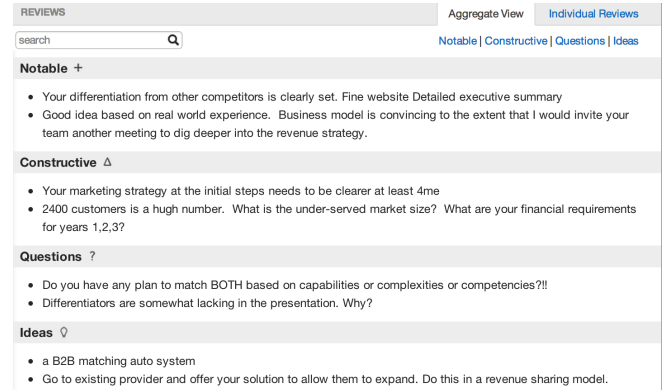 REVIEWS
Aggregate View
Individual Reviews
search
Notable | Constructive | Questions | Ideas
Notable +
• Your differentiation from other competitors is clearly set. Fine website Detailed executive summary
• Good idea based on real world experience.  Business model is convincing to the extent that I would invite your
team another meeting to dig deeper into the revenue strategy.
Constructive Δ
• Your marketing strategy at the initial steps needs to be clearer at least 4me
• 2400 customers is a hugh number.  What is the under-served market size?  What are your financial requirements
for years 1,2,3?
Questions ?
• Do you have any plan to match BOTH based on capabilities or complexities or competencies?!!
• Differentiators are somewhat lacking in the presentation. Why?
Ideas
• a B2B matching auto system
• Go to existing provider and offer your solution to allow them to expand. Do this in a revenue sharing model.